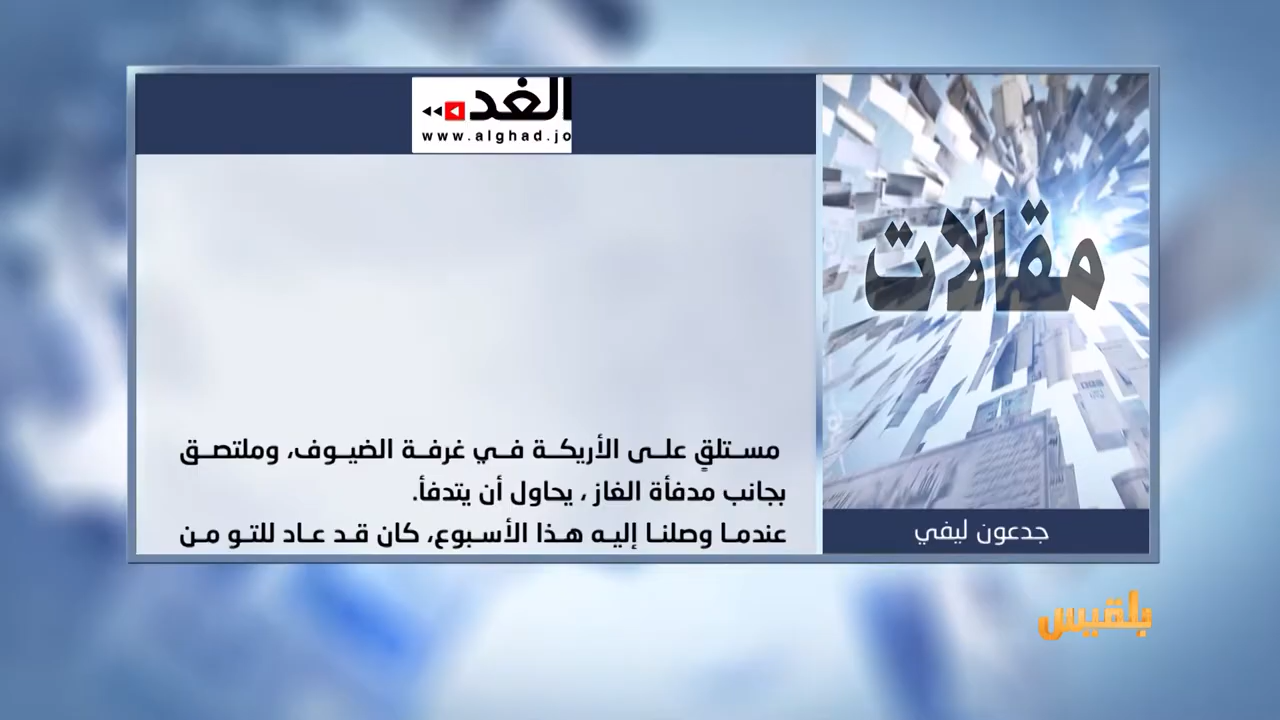 الغد
www.alghad.jo
مقالات
جدعون ليفي
مستلقٍ على الأريكة في غرفة الضيوف، وملتصق
بجانب مدفأة الغاز ، يحاول أن يتدفأ.
عندما وصلنا إليه هذا الأسبوع، كان قد عاد للتو من
بلقيس